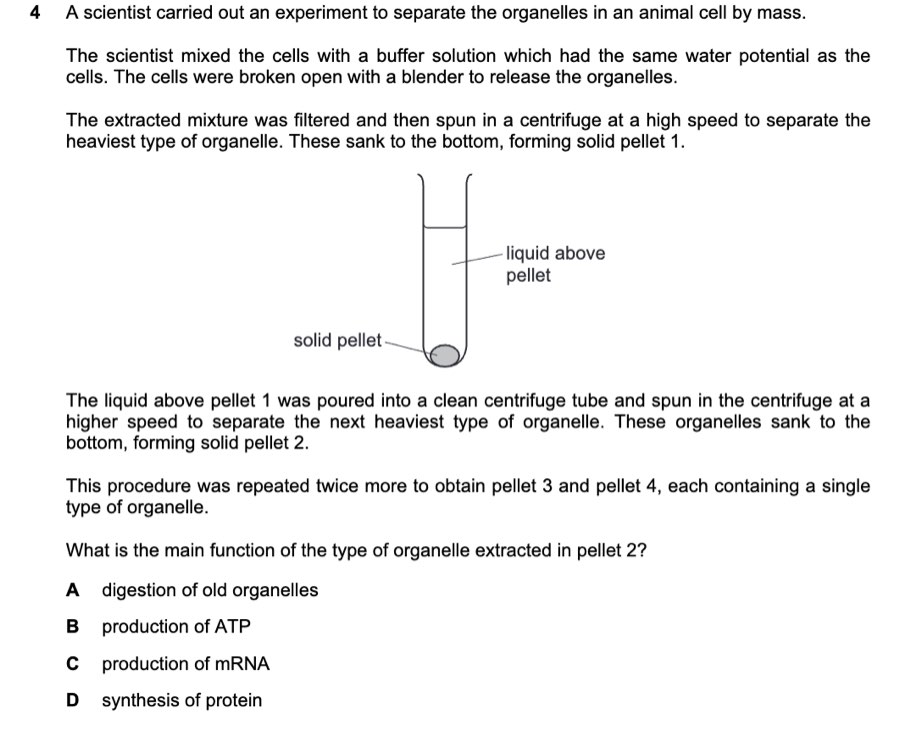 4 A scientist carried out an experiment to separate the organelles in an animal cell by mass.
The scientist mixed the cells with a buffer solution which had the same water potential as the
cells. The cells were broken open with a blender to release the organelles.
The extracted mixture was filtered and then spun in a centrifuge at a high speed to separate the
heaviest type of organelle. These sank to the bottom, forming solid pellet 1.
liquid above
pellet
solid pellet
The liquid above pellet 1 was poured into a clean centrifuge tube and spun in the centrifuge at a
higher speed to separate the next heaviest type of organelle. These organelles sank to the
bottom, forming solid pellet 2.
This procedure was repeated twice more to obtain pellet 3 and pellet 4, each containing a single
type of organelle.
What is the main function of the type of organelle extracted in pellet 2?
A digestion of old organelles
B production of ATP
C production of mRNA
D synthesis of protein